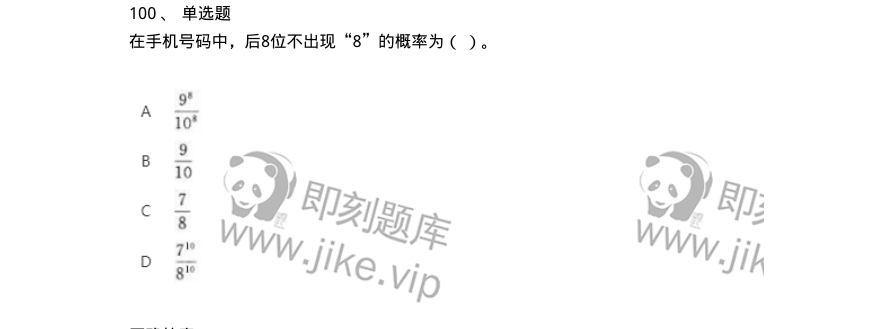 100 、 单选题
在手机号码中，后8位不出现“8”的概率为（ ）。
A 9⁸/10⁸
B 9/10
C 7/8
D 7¹⁰/8¹⁰
即刻题库 即刻
www.jike.vip www.jik